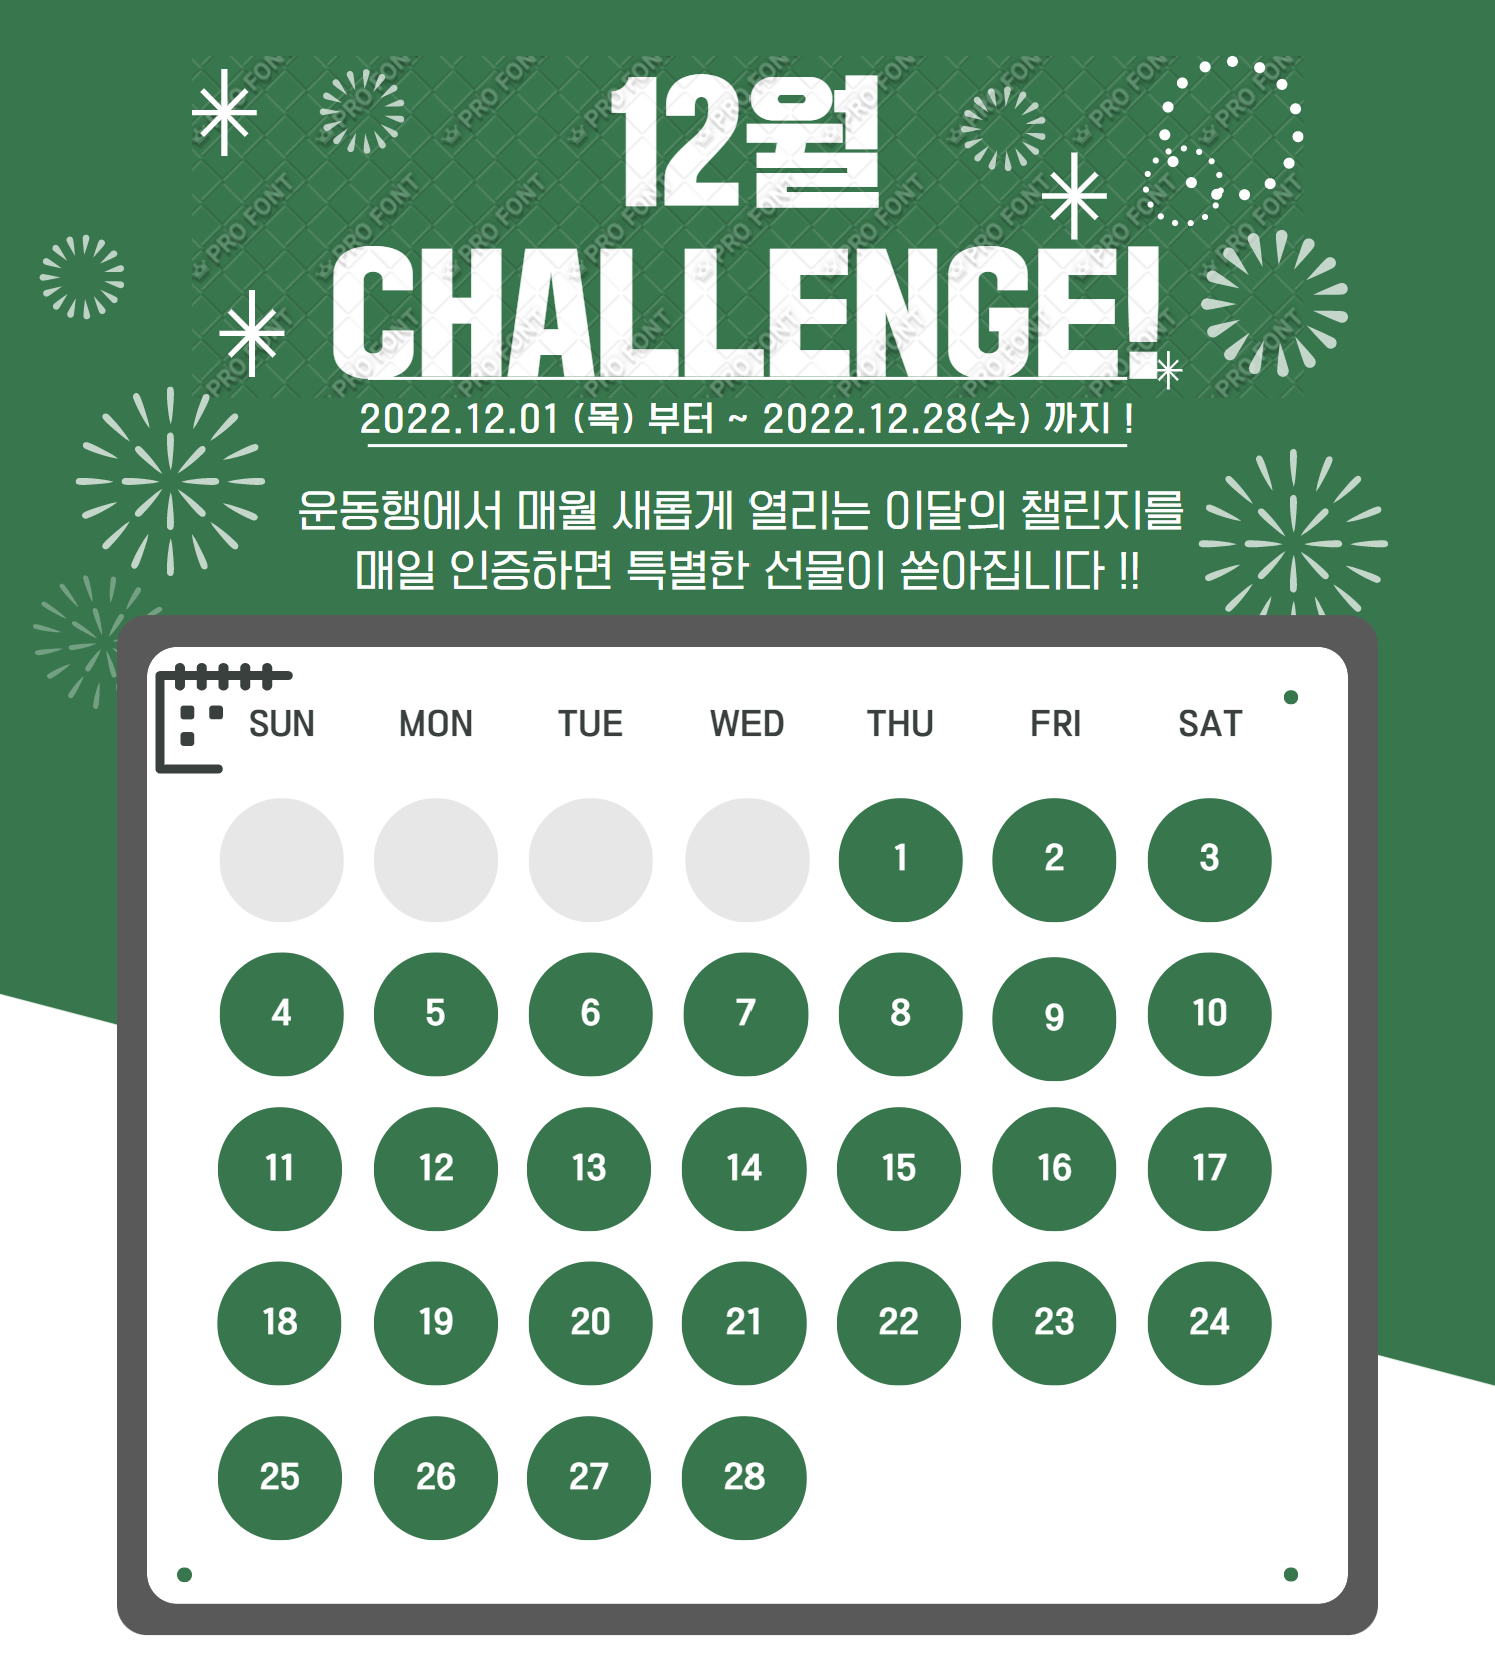 12월
CHALLENGE!
2022.12.01 (목) 부터 ~ 2022.12.28(수) 까지 !
운동행에서 매월 새롭게 열리는 이달의 챌린지를
매일 인증하면 특별한 선물이 쏟아집니다 !!
SUN MON TUE WED THU FRI SAT
1 2 3
4 5 6 7 8 9 10
11 12 13 14 15 16 17
18 19 20 21 22 23 24
25 26 27 28
PRO FONT